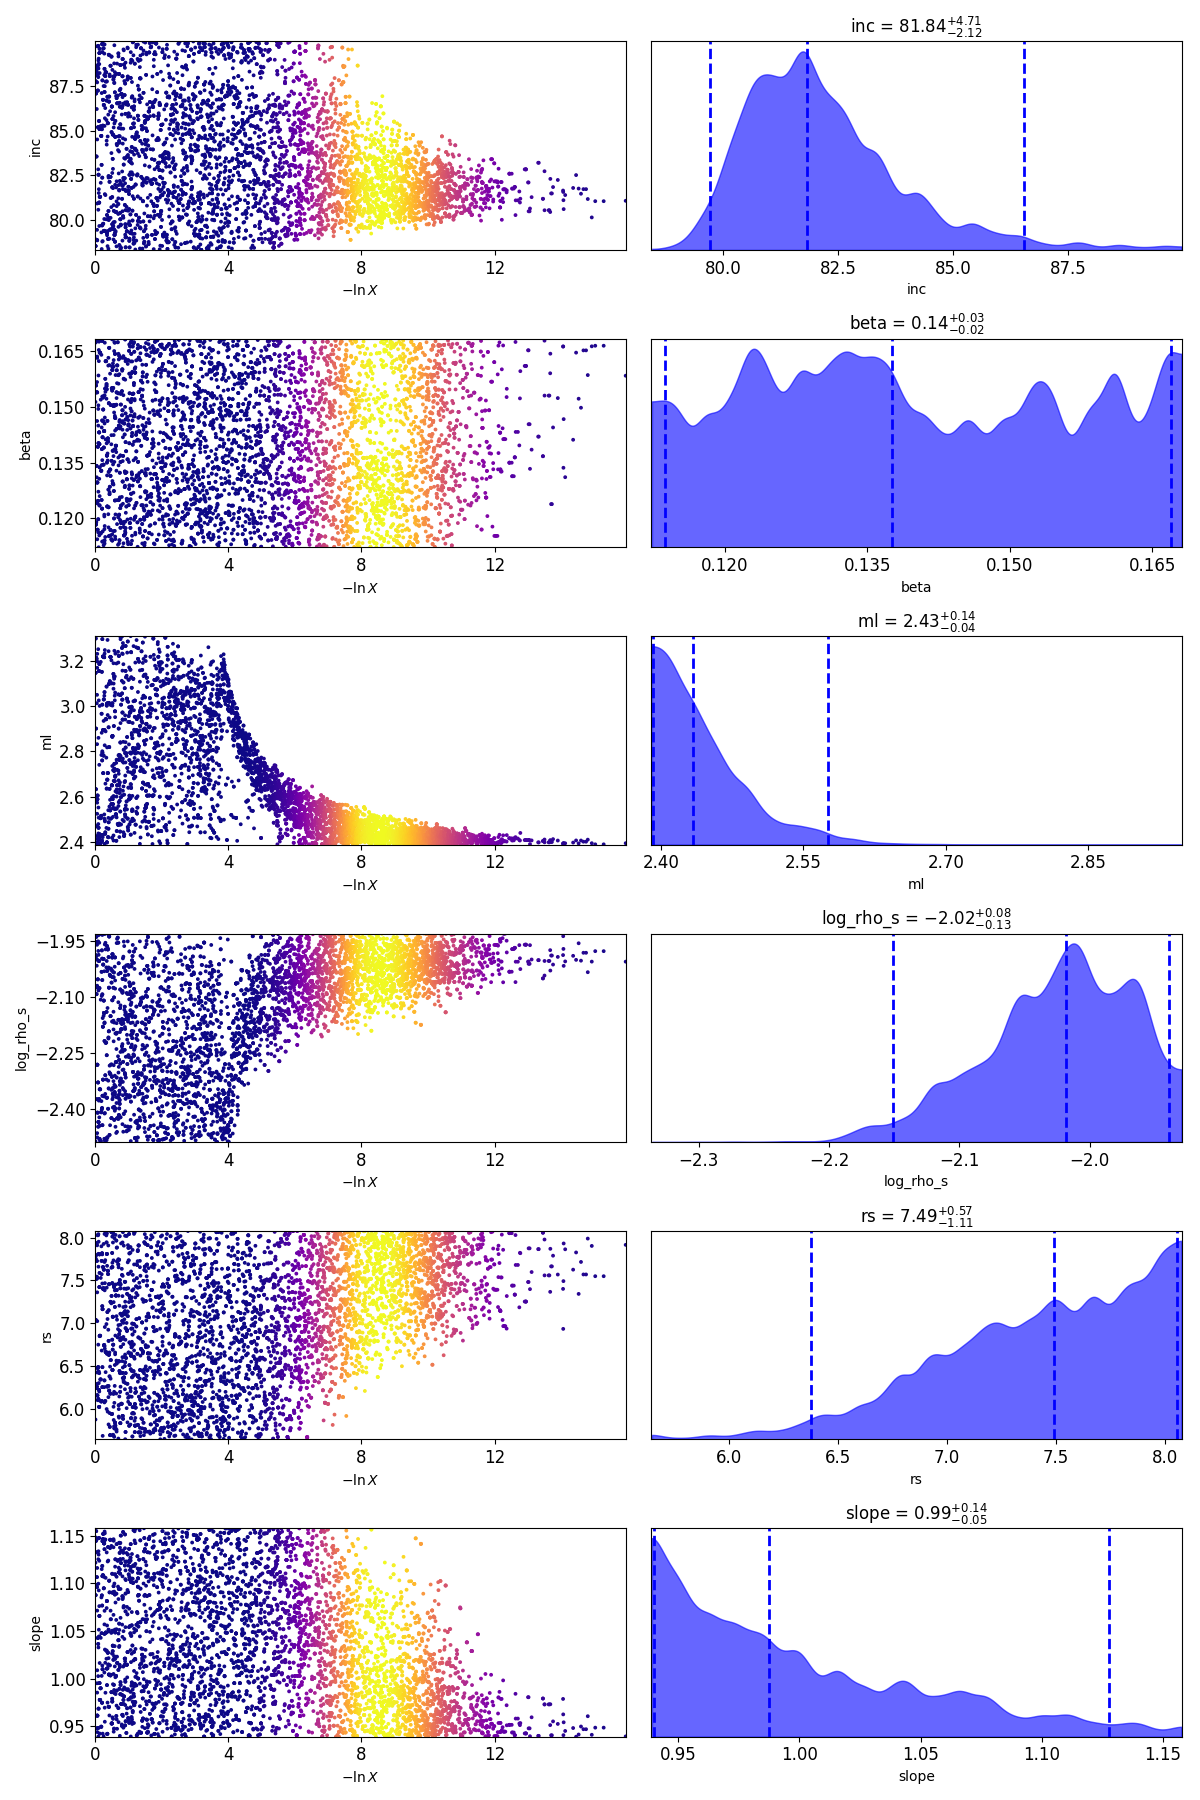 inc = 81.84+4.71−2.12
87.5
85.0
82.5
80.0
inc
0 4 8 12
−ln X
80.0 82.5 85.0 87.5
inc
beta = 0.14+0.03−0.02
0.165
0.150
0.135
0.120
beta
0 4 8 12
−ln X
0.120 0.135 0.150 0.165
beta
ml = 2.43+0.14−0.04
3.2
3.0
2.8
2.6
2.4
ml
0 4 8 12
−ln X
2.40 2.55 2.70 2.85
ml
log_rho_s = −2.02+0.08−0.13
−1.95
−2.10
−2.25
−2.40
log_rho_s
0 4 8 12
−ln X
−2.3 −2.2 −2.1 −2.0
log_rho_s
rs = 7.49+0.57−1.11
8.0
7.5
7.0
6.5
6.0
rs
0 4 8 12
−ln X
6.0 6.5 7.0 7.5 8.0
rs
slope = 0.99+0.14−0.05
1.15
1.10
1.05
1.00
0.95
slope
0 4 8 12
−ln X
0.95 1.00 1.05 1.10 1.15
slope